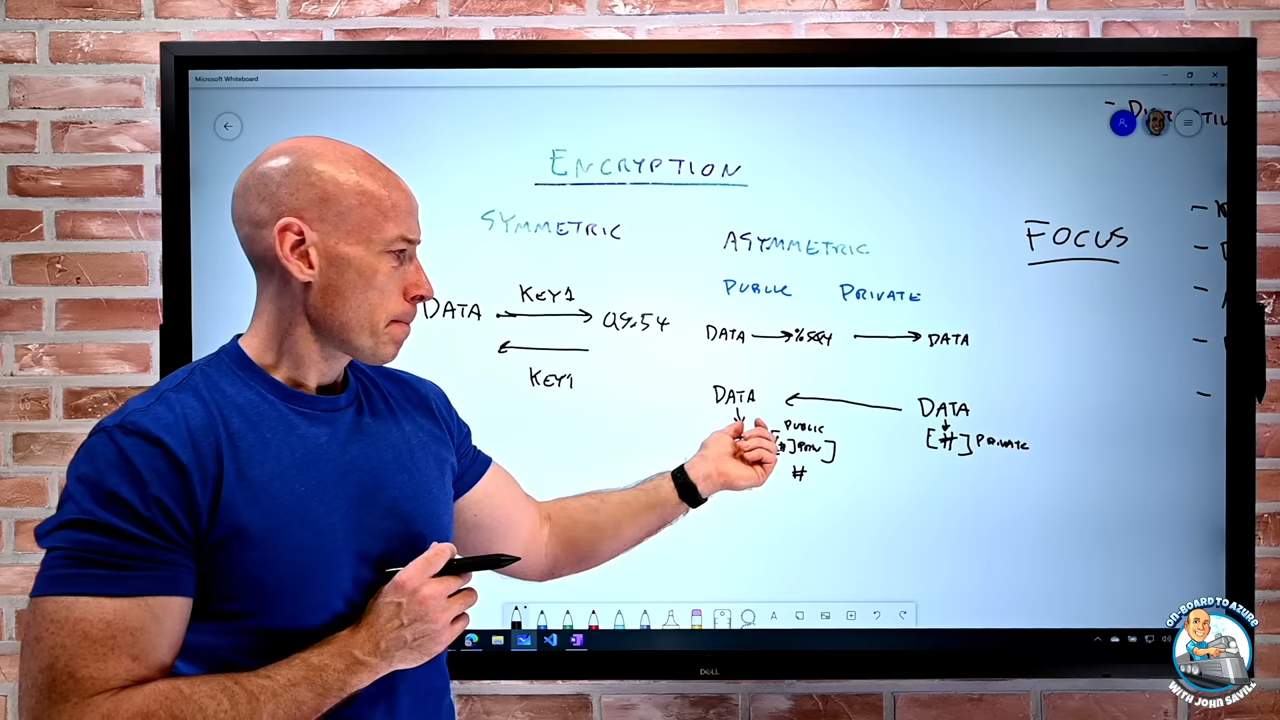 Microsoft Whiteboard
ENCRYPTION
SYMMETRIC
ASYMMETRIC
FOCUS
PUBLIC PRIVATE
KEY1
DATA
DATA
DATA
KEY1
DATA
DATA
PUBLIC
[#] PRIVATE
#
A
DELL
ON-BOARD TO AZURE
WITH JOHN SAVILL